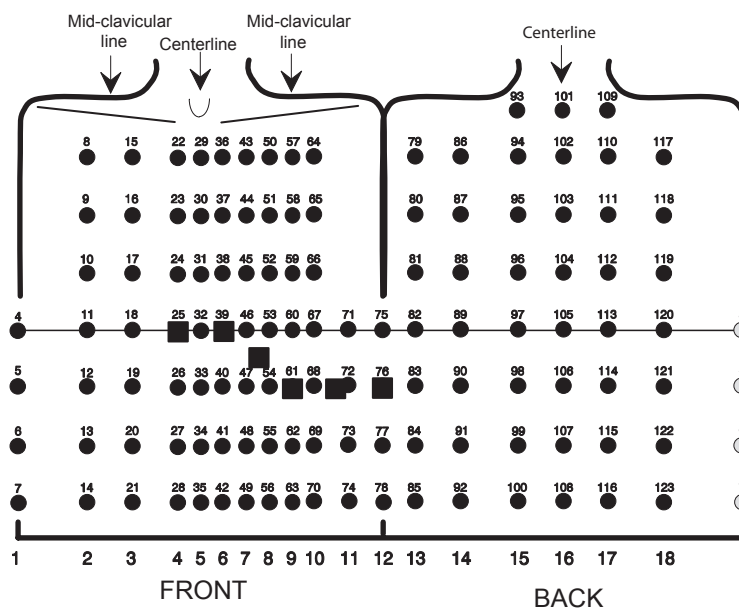 Mid-clavicular
line
Centerline
Mid-clavicular
line
Centerline
93 101 109
8 15 22 29 36 43 50 57 64 79 86 94 102 110 117
9 16 23 30 37 44 51 58 65 80 87 95 103 111 118
10 17 24 31 38 45 52 59 66 81 88 96 104 112 119
4 11 18 25 32 39 46 53 60 67 71 75 82 89 97 105 113 120
5 12 19 26 33 40 47 54 61 68 72 76 83 90 98 106 114 121
6 13 20 27 34 41 48 55 62 69 73 77 84 91 99 107 115 122
7 14 21 28 35 42 49 56 63 70 74 78 85 92 100 108 116 123
1 2 3 4 5 6 7 8 9 10 11 12 13 14 15 16 17 18
FRONT BACK